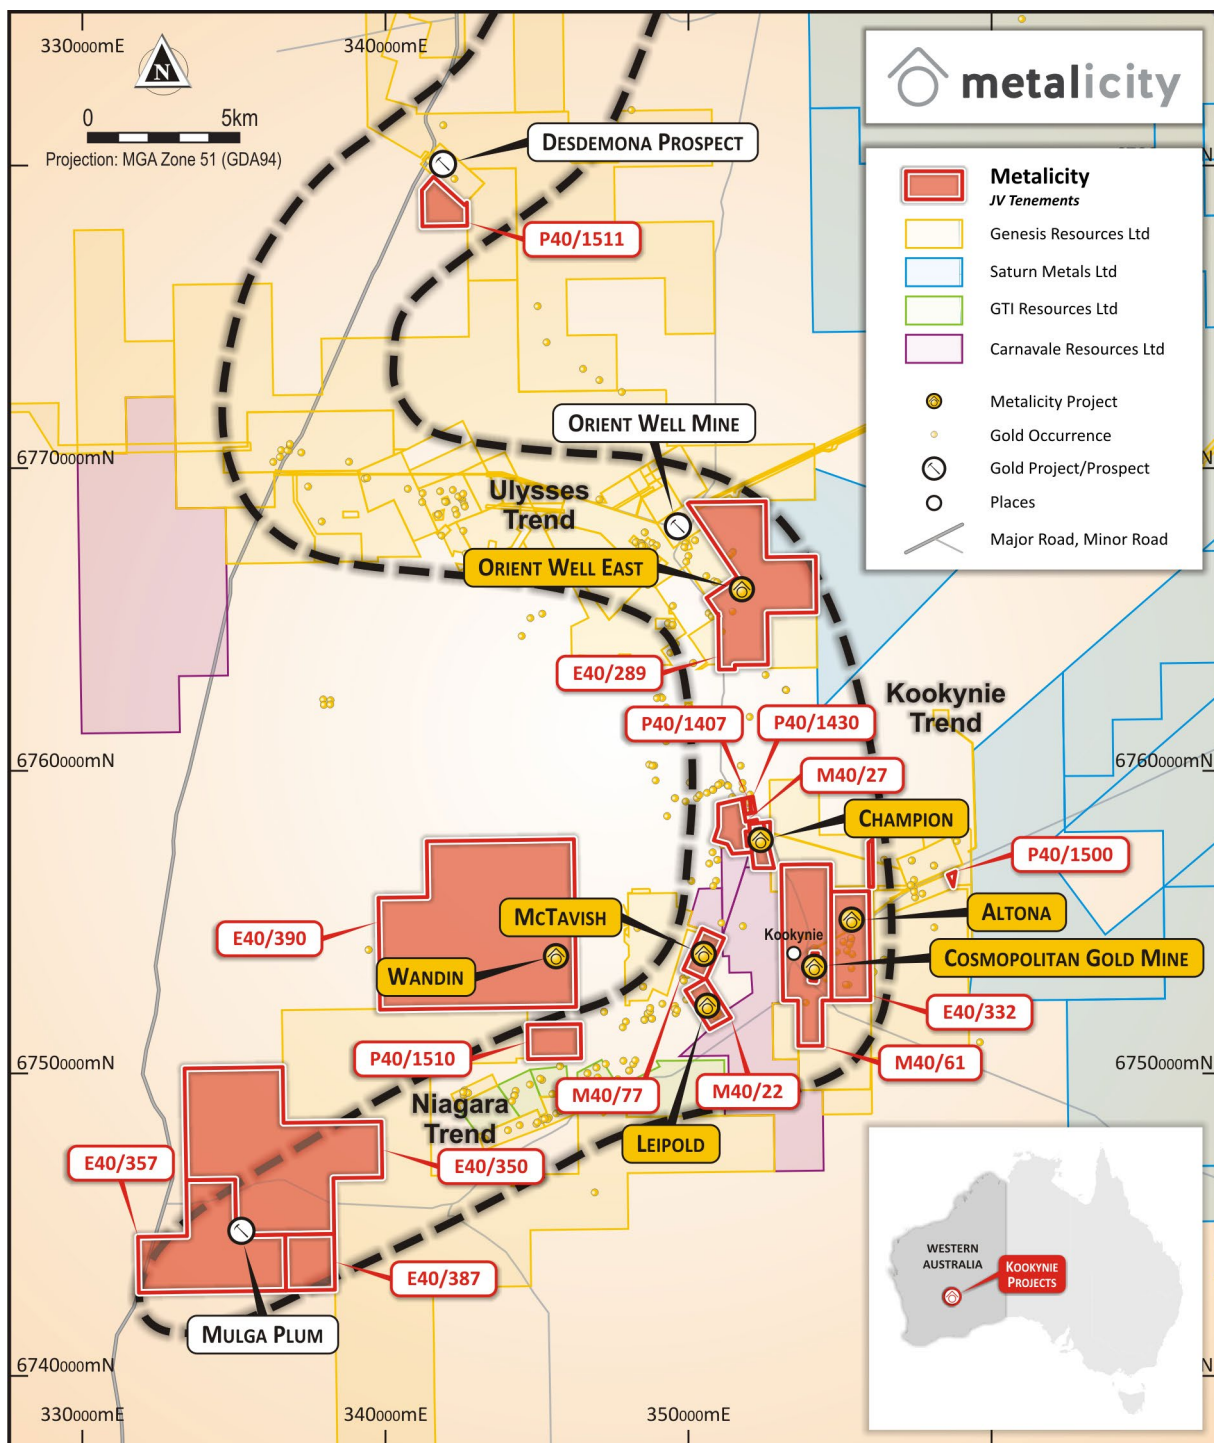 330000mE
340000mE
N
0 5km
Projection: MGA Zone 51 (GDA94)
metalicity
Metalicity
JV Tenements
Genesis Resources Ltd
Saturn Metals Ltd
GTI Resources Ltd
Carnavale Resources Ltd
Metalicity Project
Gold Occurrence
Gold Project/Prospect
Places
Major Road, Minor Road
DESDEMONA PROSPECT
P40/1511
ORIENT WELL MINE
6770000mN
N
Ulysses
Trend
ORIENT WELL EAST
E40/289
Kookynie
Trend
P40/1407
P40/1430
M40/27
6760000mN
6760000mN
CHAMPION
P40/1500
MCTAVISH
ALTONA
E40/390
Kookynie
WANDIN
COSMOPOLITAN GOLD MINE
E40/332
P40/1510
M40/61
6750000mN
6750000mN
M40/77
M40/22
Niagara
Trend
LEIPOLD
E40/357
E40/350
E40/387
MULGA PLUM
WESTERN
AUSTRALIA
KOOKYNIE
PROJECTS
6740000mN
N
330000mE
340000mE
350000mE